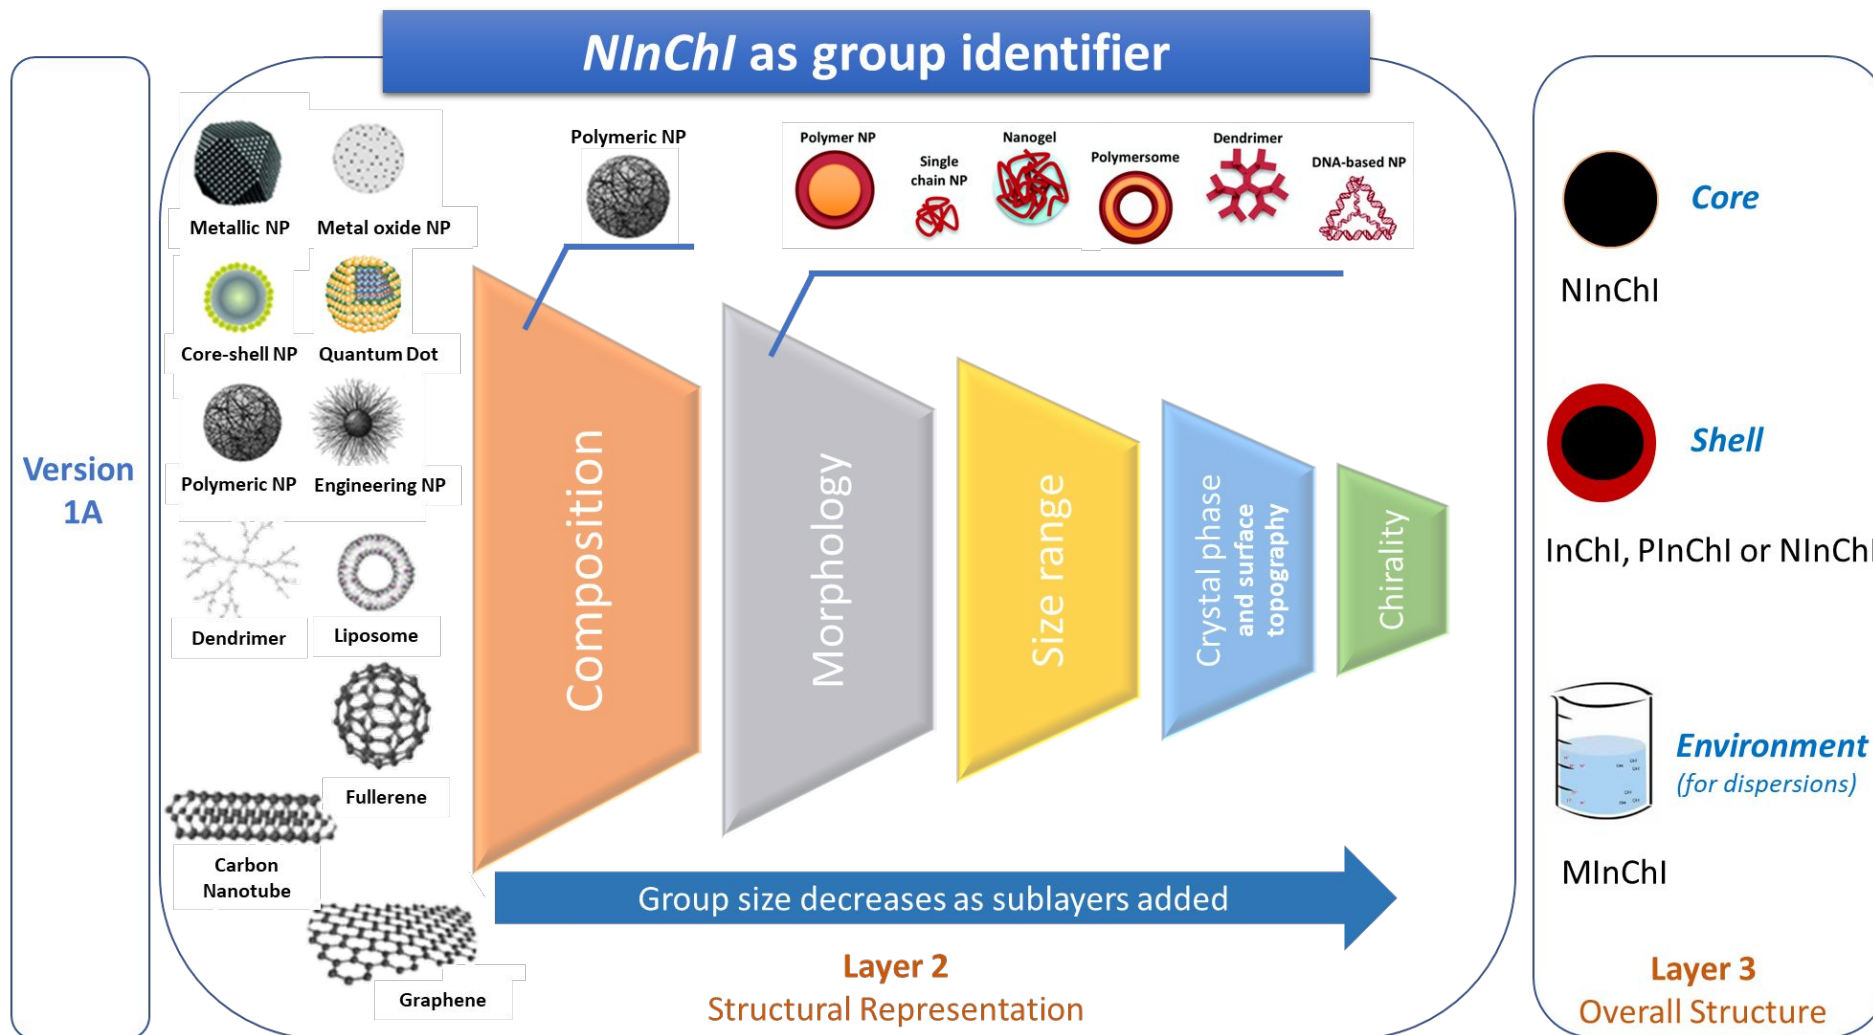 NInChI as group identifier
Version
1A
Metallic NP
Metal oxide NP
Core-shell NP
Quantum Dot
Polymeric NP
Engineering NP
Dendrimer
Liposome
Fullerene
Carbon
Nanotube
Graphene
Polymeric NP
Polymer NP
Single
chain NP
Nanogel
Polymersome
Dendrimer
DNA-based NP
Composition
Morphology
Size range
Crystal phase
and surface
topography
Chirality
Group size decreases as sublayers added
Layer 2
Structural Representation
Core
NInChI
Shell
InChI, PInChI or NInChI
Environment
(for dispersions)
MInChI
Layer 3
Overall Structure